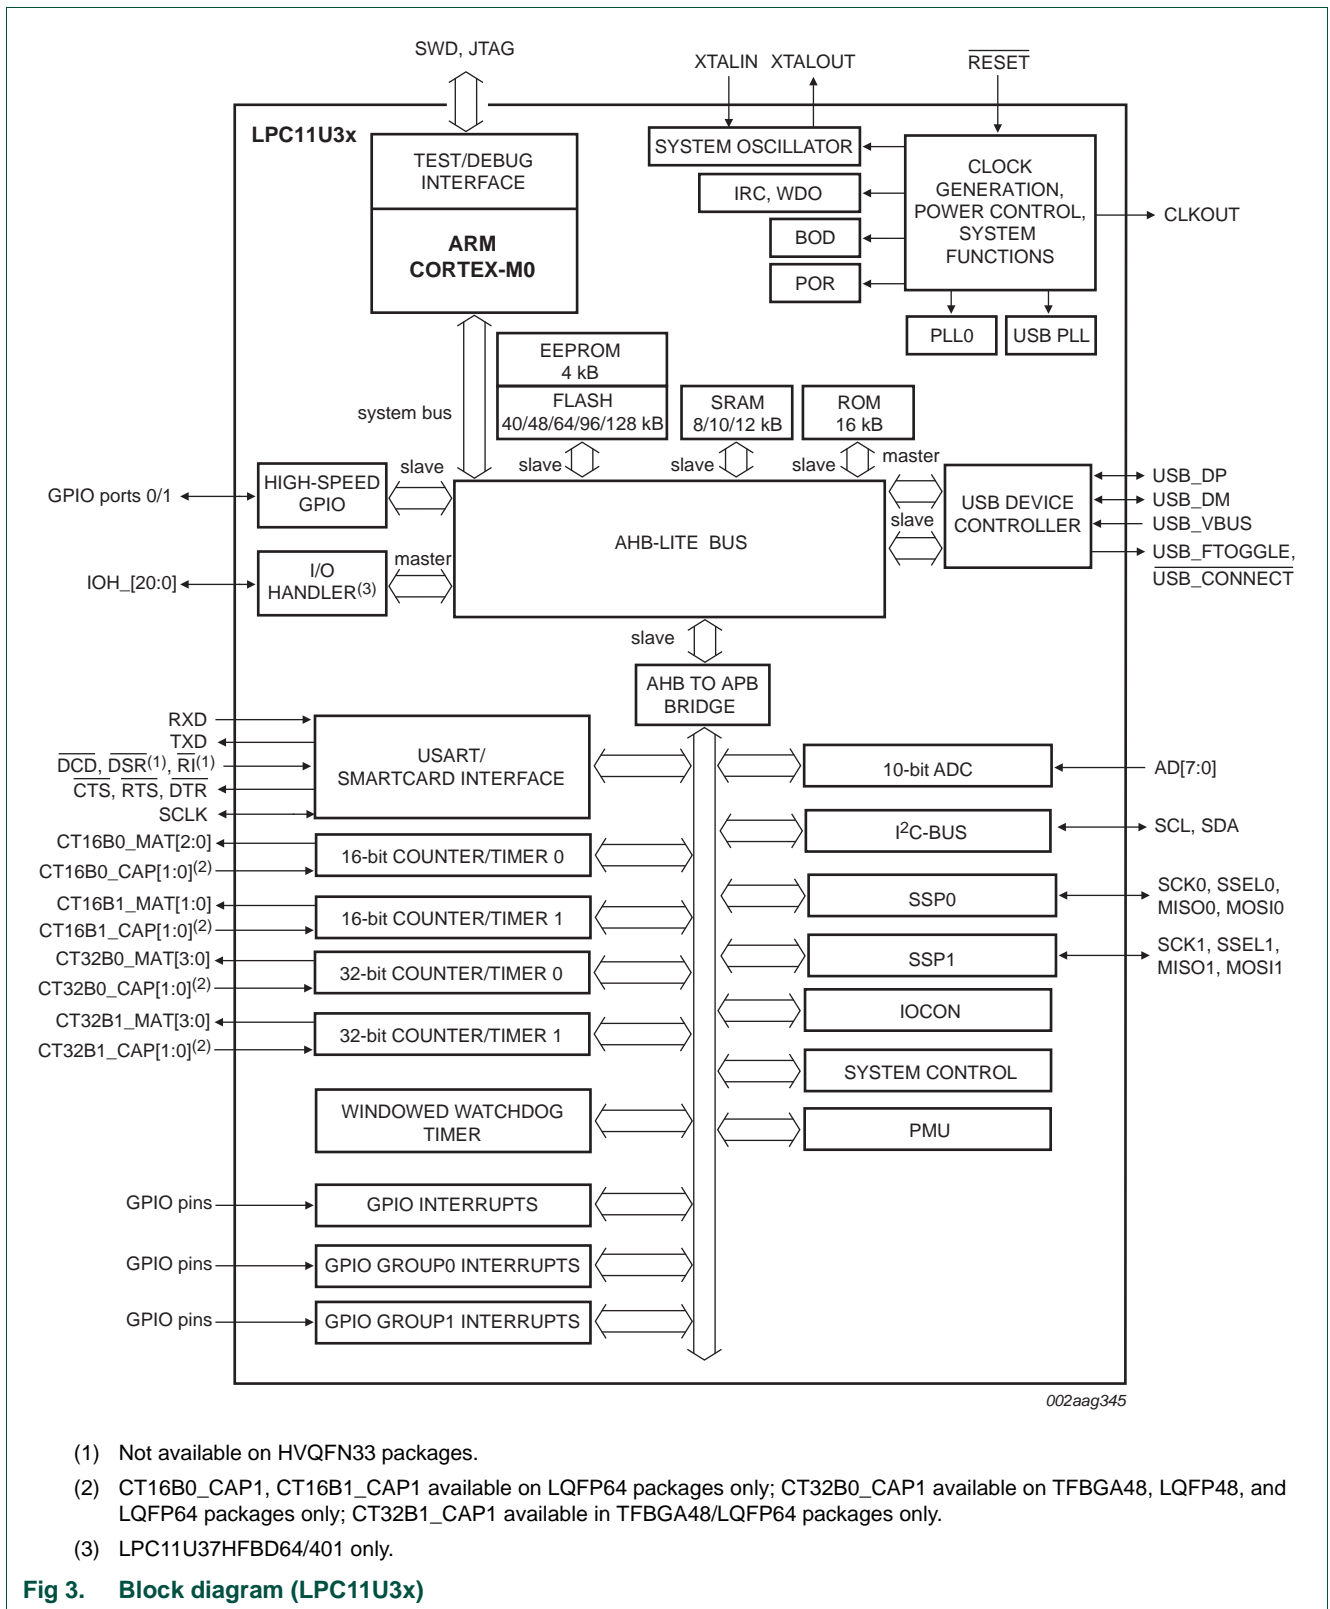 SWD, JTAG
XTALIN XTALOUT
RESET
LPC11U3x
TEST/DEBUG
INTERFACE
ARM
CORTEX-M0
SYSTEM OSCILLATOR
IRC, WDO
BOD
POR
CLOCK
GENERATION,
POWER CONTROL,
SYSTEM
FUNCTIONS
CLKOUT
PLL0
USB PLL
system bus
EEPROM
4 kB
FLASH
40/48/64/96/128 kB
SRAM
8/10/12 kB
ROM
16 kB
slave
slave
slave
slave
master
GPIO ports 0/1
HIGH-SPEED
GPIO
AHB-LITE BUS
slave
USB DEVICE
CONTROLLER
USB_DP
USB_DM
USB_VBUS
USB_FTOGGLE,
USB_CONNECT
IOH_[20:0]
I/O
HANDLER(3)
master
slave
AHB TO APB
BRIDGE
RXD
TXD
DCD, DSR(1), RI(1)
CTS, RTS, DTR
SCLK
USART/
SMARTCARD INTERFACE
CT16B0_MAT[2:0]
CT16B0_CAP[1:0](2)
16-bit COUNTER/TIMER 0
CT16B1_MAT[1:0]
CT16B1_CAP[1:0](2)
16-bit COUNTER/TIMER 1
CT32B0_MAT[3:0]
CT32B0_CAP[1:0](2)
32-bit COUNTER/TIMER 0
CT32B1_MAT[3:0]
CT32B1_CAP[1:0](2)
32-bit COUNTER/TIMER 1
WINDOWED WATCHDOG
TIMER
GPIO pins
GPIO INTERRUPTS
GPIO pins
GPIO GROUP0 INTERRUPTS
GPIO pins
GPIO GROUP1 INTERRUPTS
10-bit ADC
AD[7:0]
I2C-BUS
SCL, SDA
SSP0
SCK0, SSEL0,
MISO0, MOSI0
SSP1
SCK1, SSEL1,
MISO1, MOSI1
IOCON
SYSTEM CONTROL
PMU
002aag345
(1) Not available on HVQFN33 packages.
(2) CT16B0_CAP1, CT16B1_CAP1 available on LQFP64 packages only; CT32B0_CAP1 available on TFBGA48, LQFP48, and
LQFP64 packages only; CT32B1_CAP1 available in TFBGA48/LQFP64 packages only.
(3) LPC11U37HFBD64/401 only.
Fig 3. Block diagram (LPC11U3x)